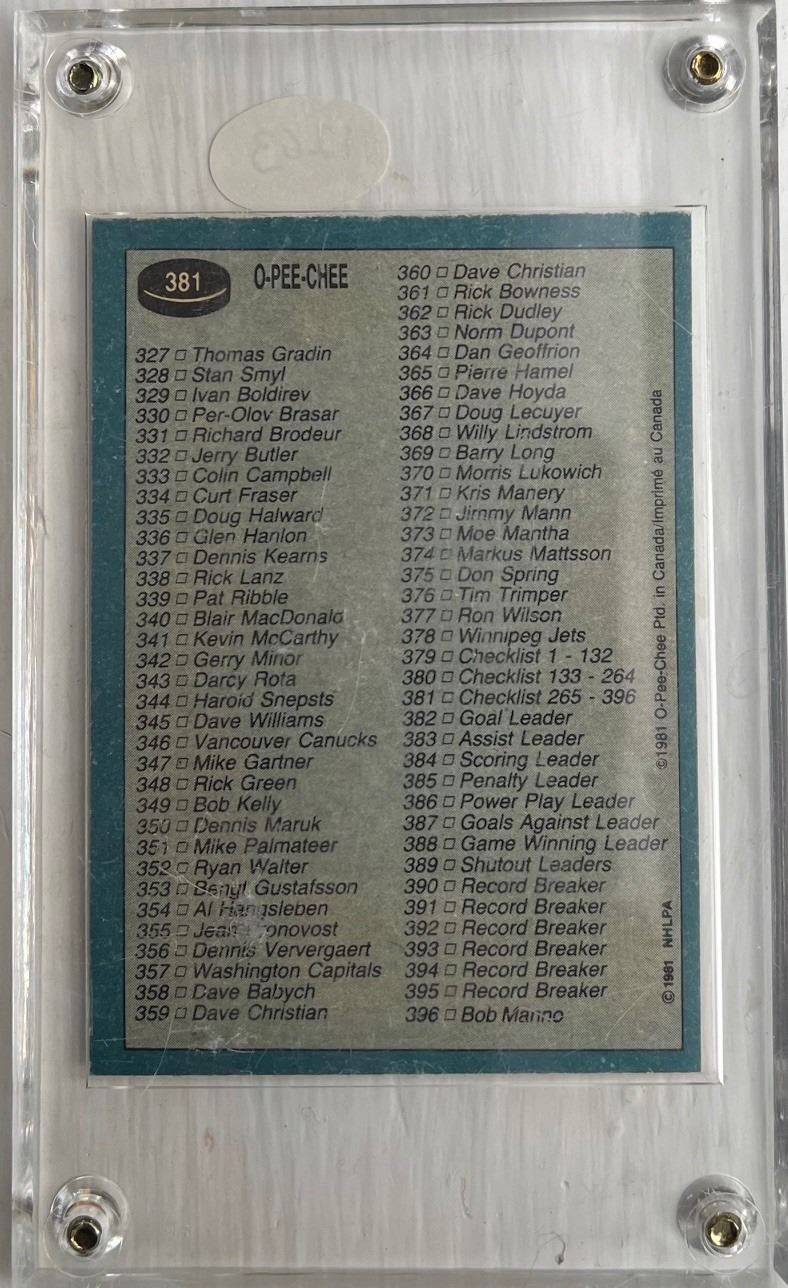 381
O-PEE-CHEE
327 □ Thomas Gradin
328 □ Stan Smyl
329 □ Ivan Boldirev
330 □ Per-Olov Brasar
331 □ Richard Brodeur
332 □ Jerry Butler
333 □ Colin Campbell
334 □ Curt Fraser
335 □ Doug Halward
336 □ Glen Hanlon
337 □ Dennis Kearns
338 □ Rick Lanz
339 □ Pat Ribble
340 □ Blair MacDonald
341 □ Kevin McCarthy
342 □ Gerry Minor
343 □ Darcy Rota
344 □ Harold Snepsts
345 □ Dave Williams
346 □ Vancouver Canucks
347 □ Mike Gartner
348 □ Rick Green
349 □ Bob Kelly
350 □ Dennis Maruk
351 □ Mike Palmateer
352 □ Ryan Walter
353 □ Bengt Gustafsson
354 □ Al Hangsleben
355 □ Jean Pronovost
356 □ Dennis Ververgaert
357 □ Washington Capitals
358 □ Dave Babych
359 □ Dave Christian
360 □ Dave Christian
361 □ Rick Bowness
362 □ Rick Dudley
363 □ Norm Dupont
364 □ Dan Geoffrion
365 □ Pierre Hamel
366 □ Dave Hoyda
367 □ Doug Lecuyer
368 □ Willy Lindstrom
369 □ Barry Long
370 □ Morris Lukowich
371 □ Kris Manery
372 □ Jimmy Mann
373 □ Moe Mantha
374 □ Markus Mattsson
375 □ Don Spring
376 □ Tim Trimper
377 □ Ron Wilson
378 □ Winnipeg Jets
379 □ Checklist 1 - 132
380 □ Checklist 133 - 264
381 □ Checklist 265 - 396
382 □ Goal Leader
383 □ Assist Leader
384 □ Scoring Leader
385 □ Penalty Leader
386 □ Power Play Leader
387 □ Goals Against Leader
388 □ Game Winning Leader
389 □ Shutout Leaders
390 □ Record Breaker
391 □ Record Breaker
392 □ Record Breaker
393 □ Record Breaker
394 □ Record Breaker
395 □ Record Breaker
396 □ Bob Manno
©1981 O-Pee-Chee Ptd. in Canada/Imprimé au Canada
© 1981 NHLPA